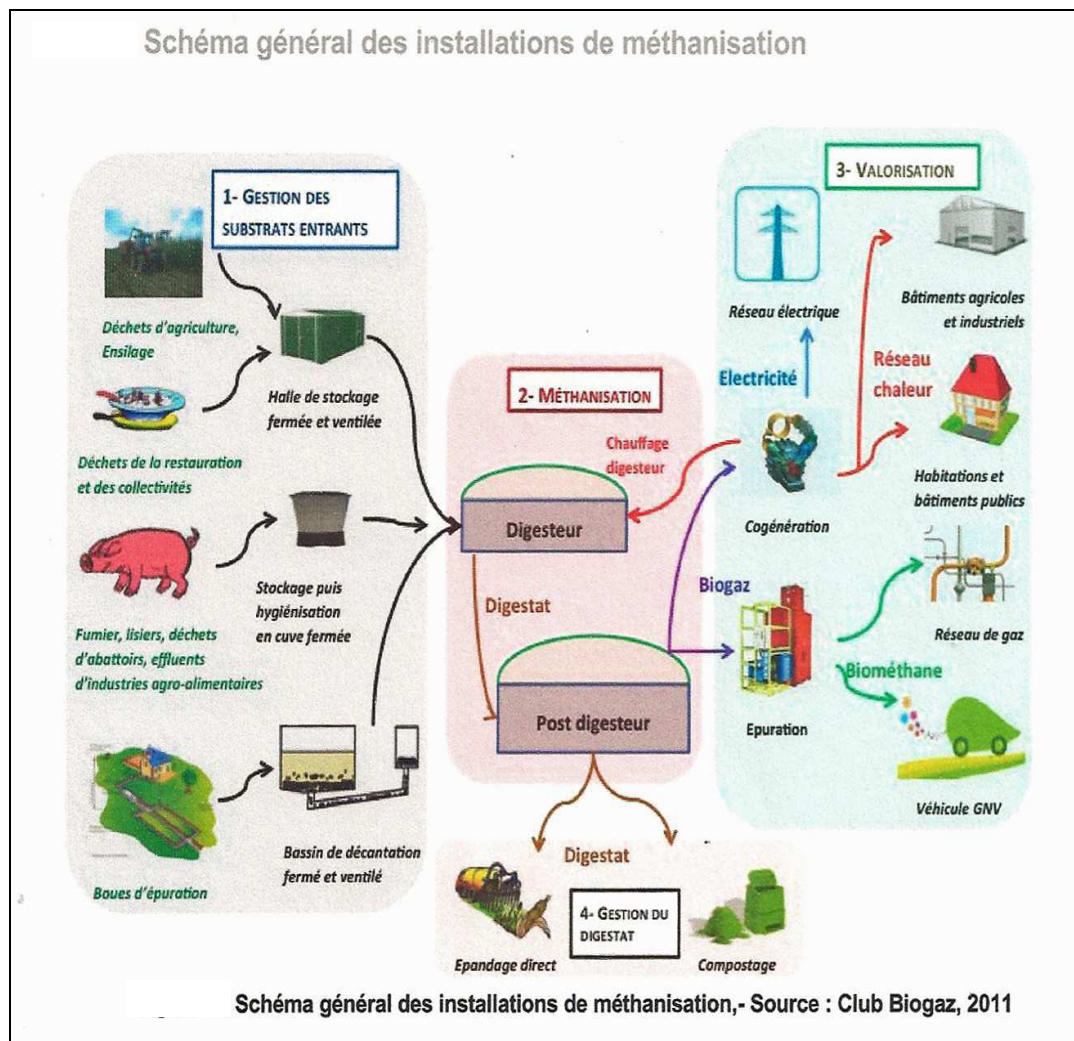 Schéma général des installations de méthanisation
1- GESTION DES
SUBSTRATS ENTRANTS
Déchets d'agriculture,
Ensilage
Halle de stockage
fermée et ventilée
Déchets de la restauration
et des collectivités
Stockage puis
hygiénisation
en cuve fermée
Fumier, lisiers, déchets
d'abattoirs, effluents
d'industries agro-alimentaires
Bassin de décantation
fermé et ventilé
Boues d'épuration
2- MÉTHANISATION
Chauffage
digesteur
Digesteur
Digestat
Post digesteur
Biogaz
3- VALORISATION
Réseau électrique
Bâtiments agricoles
et industriels
Electricité
Réseau
chaleur
Cogénération
Habitations et
bâtiments publics
Réseau de gaz
Biométhane
Epuration
Véhicule GNV
Digestat
4- GESTION DU
DIGESTAT
Epandage direct
Compostage
Schéma général des installations de méthanisation,- Source : Club Biogaz, 2011